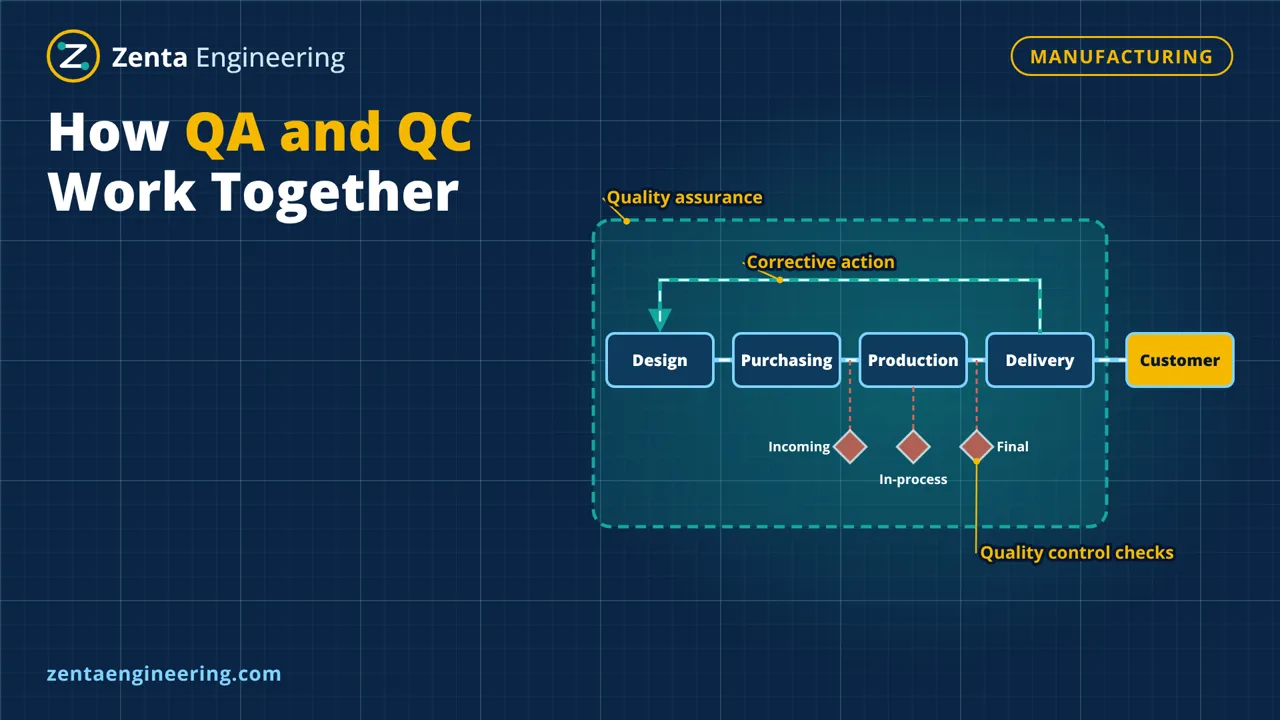 Zenta Engineering
MANUFACTURING
How QA and QC
Work Together
Quality assurance
Corrective action
Design
Purchasing
Production
Delivery
Customer
Incoming
Final
In-process
Quality control checks
zentaengineering.com